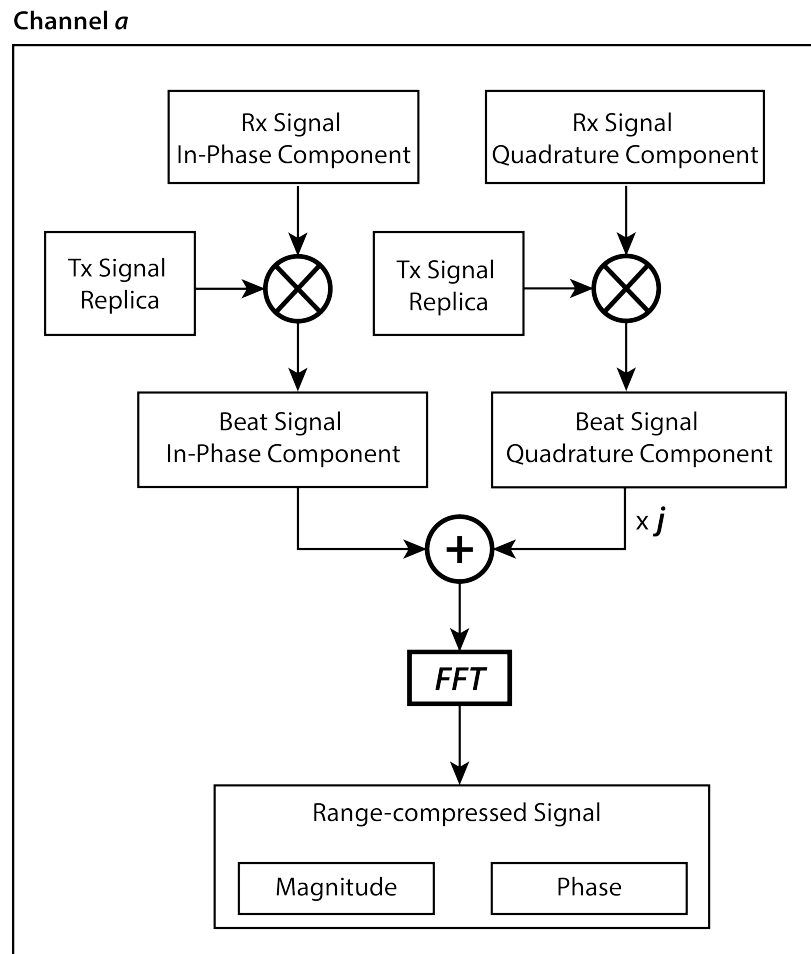 Channel a
Rx Signal
In-Phase Component
Rx Signal
Quadrature Component
Tx Signal
Replica
Tx Signal
Replica
Beat Signal
In-Phase Component
Beat Signal
Quadrature Component
x j
+
FFT
Range-compressed Signal
Magnitude
Phase